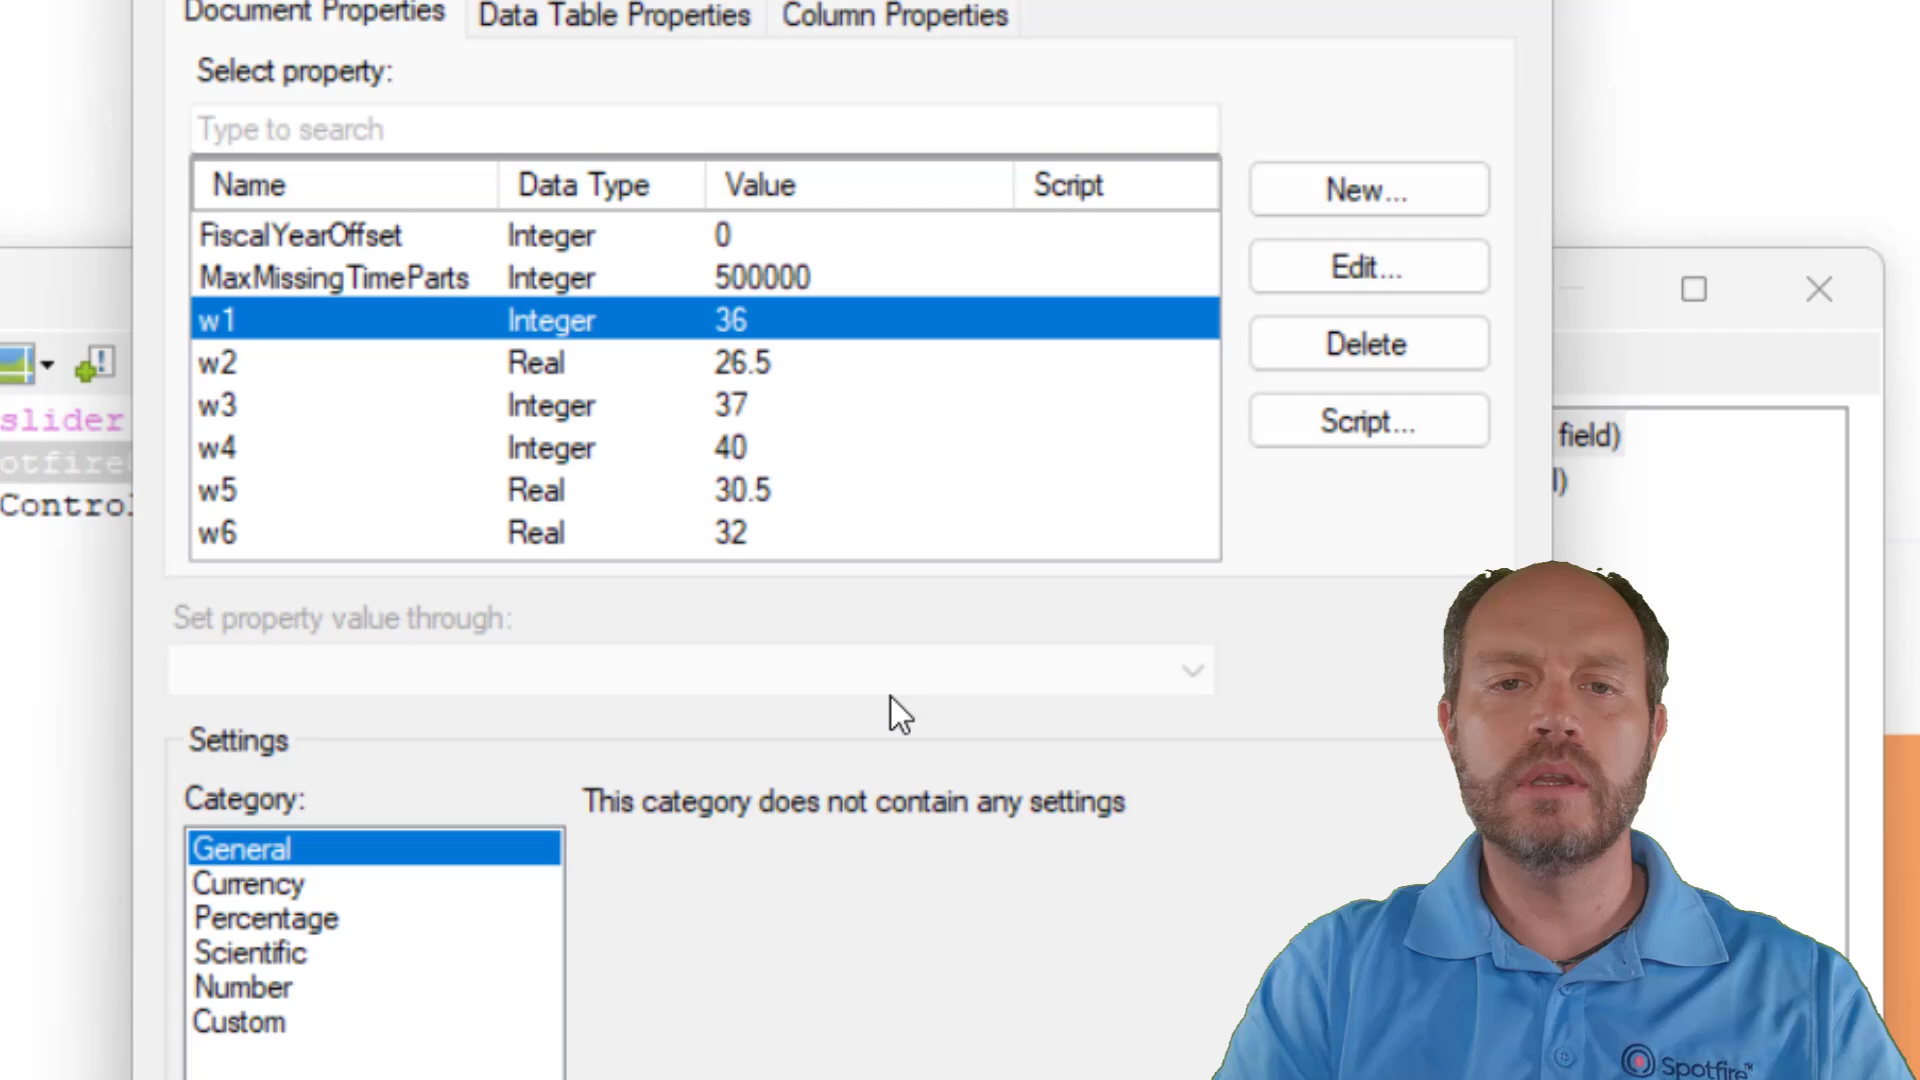 Document Properties Data Table Properties Column Properties
Select property:
Type to search
Name Data Type Value Script
FiscalYearOffset Integer 0
MaxMissingTimeParts Integer 500000
w1 Integer 36
w2 Real 26.5
w3 Integer 37
w4 Integer 40
w5 Real 30.5
w6 Real 32
New...
Edit...
Delete
Script...
slider
otfire
Control
field)
l)
Set property value through:
Settings
Category:
This category does not contain any settings
General
Currency
Percentage
Scientific
Number
Custom
Spotfire™